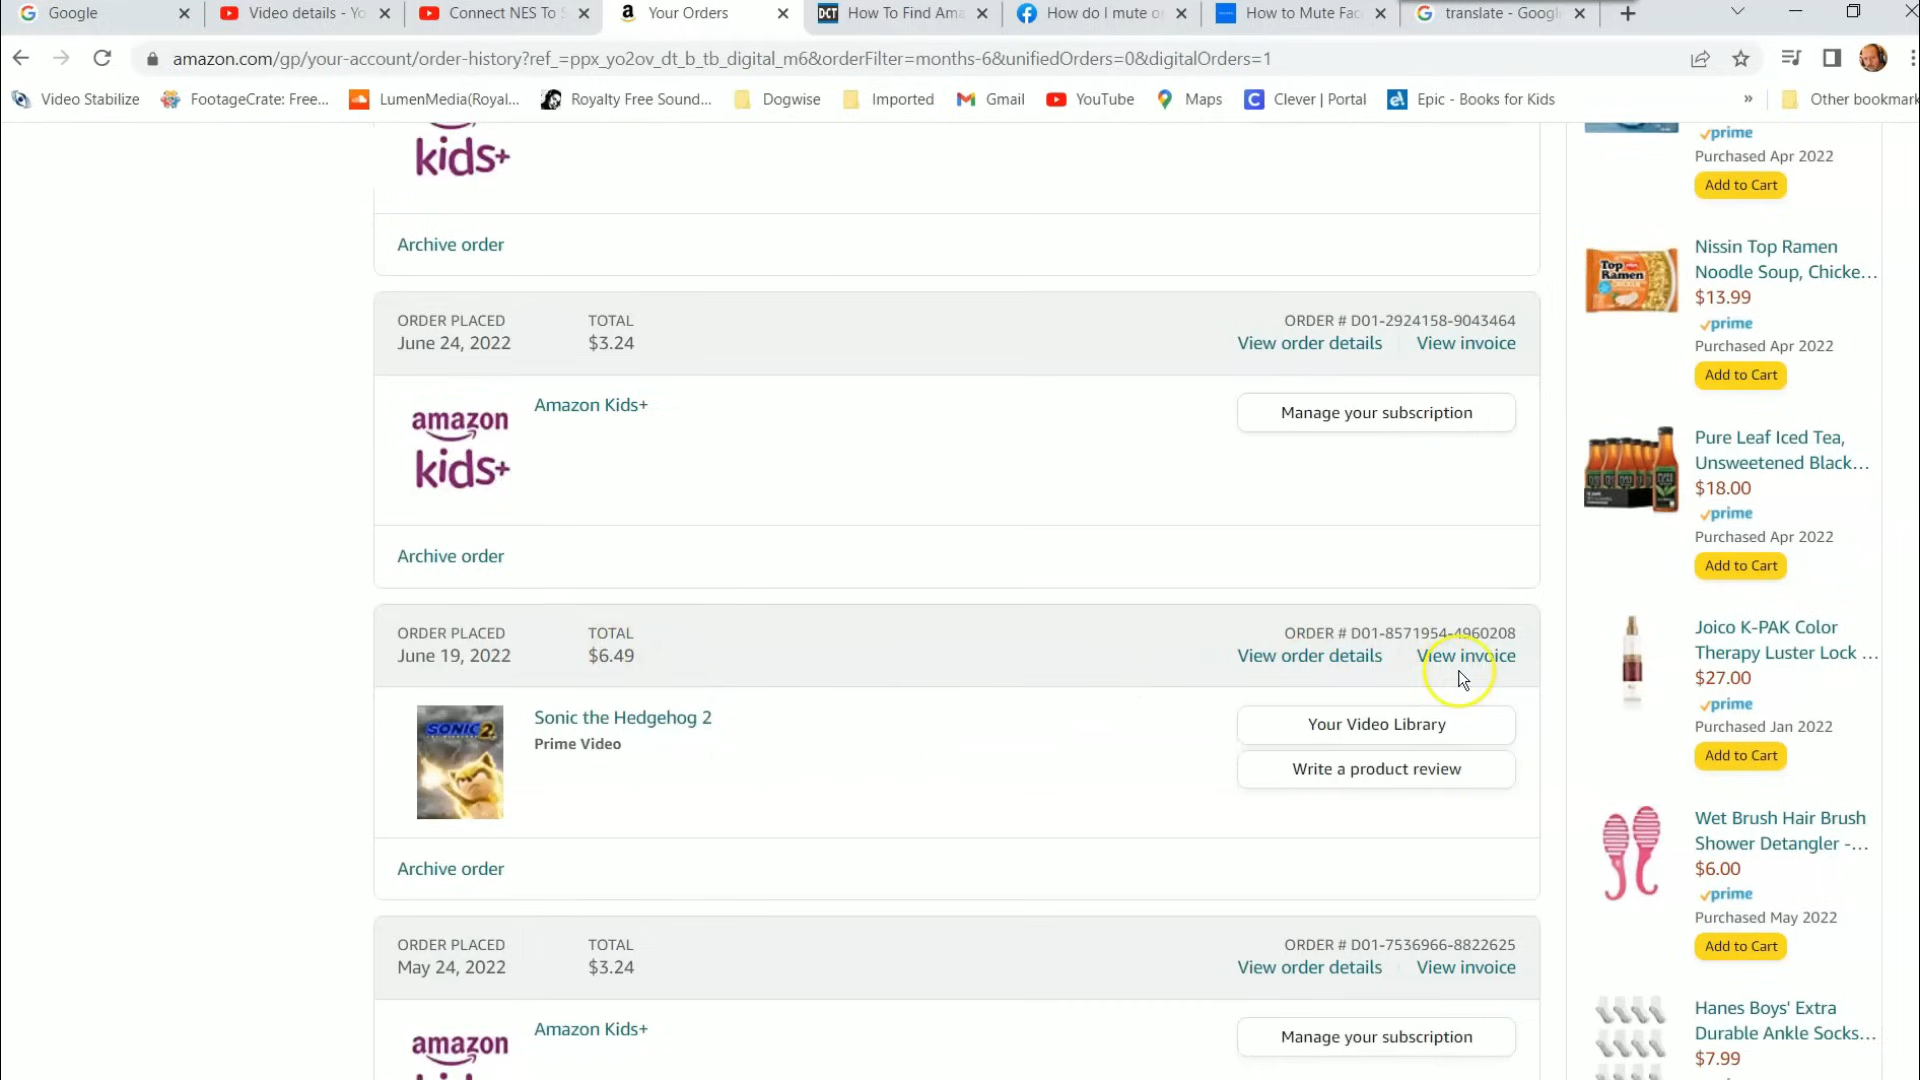 Google
Video details - Yo
Connect NES To S
Your Orders
DCT
How To Find Ama
How do I mute o
How to Mute Fac
translate - Googl
amazon.com/gp/your-account/order-history?ref_=ppx_yo2ov_dt_b_tb_digital_m6&orderFilter=months-6&unifiedOrders=0&digitalOrders=1
Video Stabilize
FootageCrate: Free...
LumenMedia(Royal...
Royalty Free Sound...
Dogwise
Imported
Gmail
YouTube
Maps
Clever | Portal
Epic - Books for Kids
»
Other bookmark
kids+
Archive order
ORDER PLACED
June 24, 2022
TOTAL
$3.24
ORDER # D01-2924158-9043464
View order details
View invoice
amazon
kids+
Amazon Kids+
Manage your subscription
Archive order
ORDER PLACED
June 19, 2022
TOTAL
$6.49
ORDER # D01-8571954-4960208
View order details
View invoice
SONIC 2
Sonic the Hedgehog 2
Prime Video
Your Video Library
Write a product review
Archive order
ORDER PLACED
May 24, 2022
TOTAL
$3.24
ORDER # D01-7536966-8822625
View order details
View invoice
amazon
Amazon Kids+
Manage your subscription
prime
Purchased Apr 2022
Add to Cart
Top
Ramen
Nissin Top Ramen
Noodle Soup, Chicke...
$13.99
prime
Purchased Apr 2022
Add to Cart
Pure Leaf Iced Tea,
Unsweetened Black...
$18.00
prime
Purchased Apr 2022
Add to Cart
Joico K-PAK Color
Therapy Luster Lock ...
$27.00
prime
Purchased Jan 2022
Add to Cart
Wet Brush Hair Brush
Shower Detangler -...
$6.00
prime
Purchased May 2022
Add to Cart
Hanes Boys' Extra
Durable Ankle Socks...
$7.99